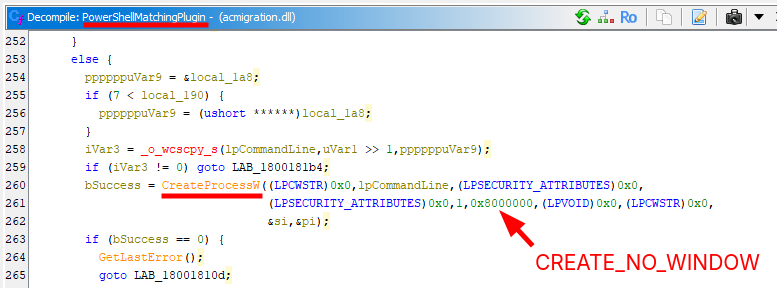 Decompile: PowerShellMatchingPlugin - (acmigration.dll)
Ro
252 }
253 else {
254 ppppppuVar9 = &local_1a8;
255 if (7 < local_190) {
256 ppppppuVar9 = (ushort ******)local_1a8;
257 }
258 iVar3 = _o_wcscpy_s(lpCommandLine,uVar1 >> 1,ppppppuVar9);
259 if (iVar3 != 0) goto LAB_1800181b4;
260 bSuccess = CreateProcessW((LPCWSTR)0x0,lpCommandLine,(LPSECURITY_ATTRIBUTES)0x0,
261 (LPSECURITY_ATTRIBUTES)0x0,1,0x8000000,(LPVOID)0x0,(LPCWSTR)0x0,
262 &si,&pi);
263 if (bSuccess == 0) {
264 GetLastError();
265 goto LAB_18001810d;
CREATE_NO_WINDOW